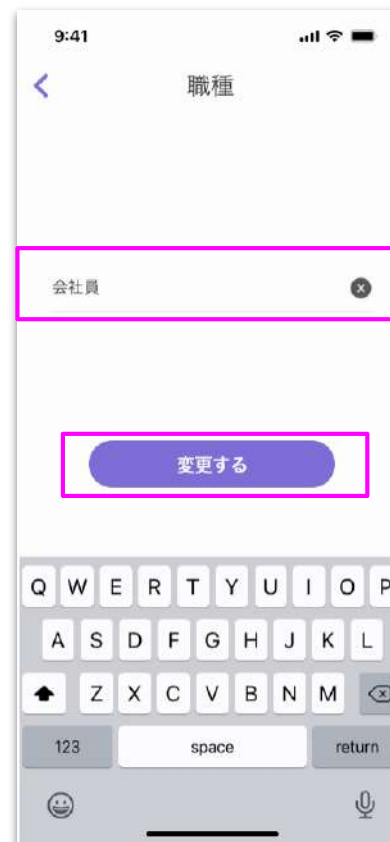 9:41
職種
会社員
変更する
Q W E R T Y U I O P
A S D F G H J K L
Z X C V B N M
123 space return